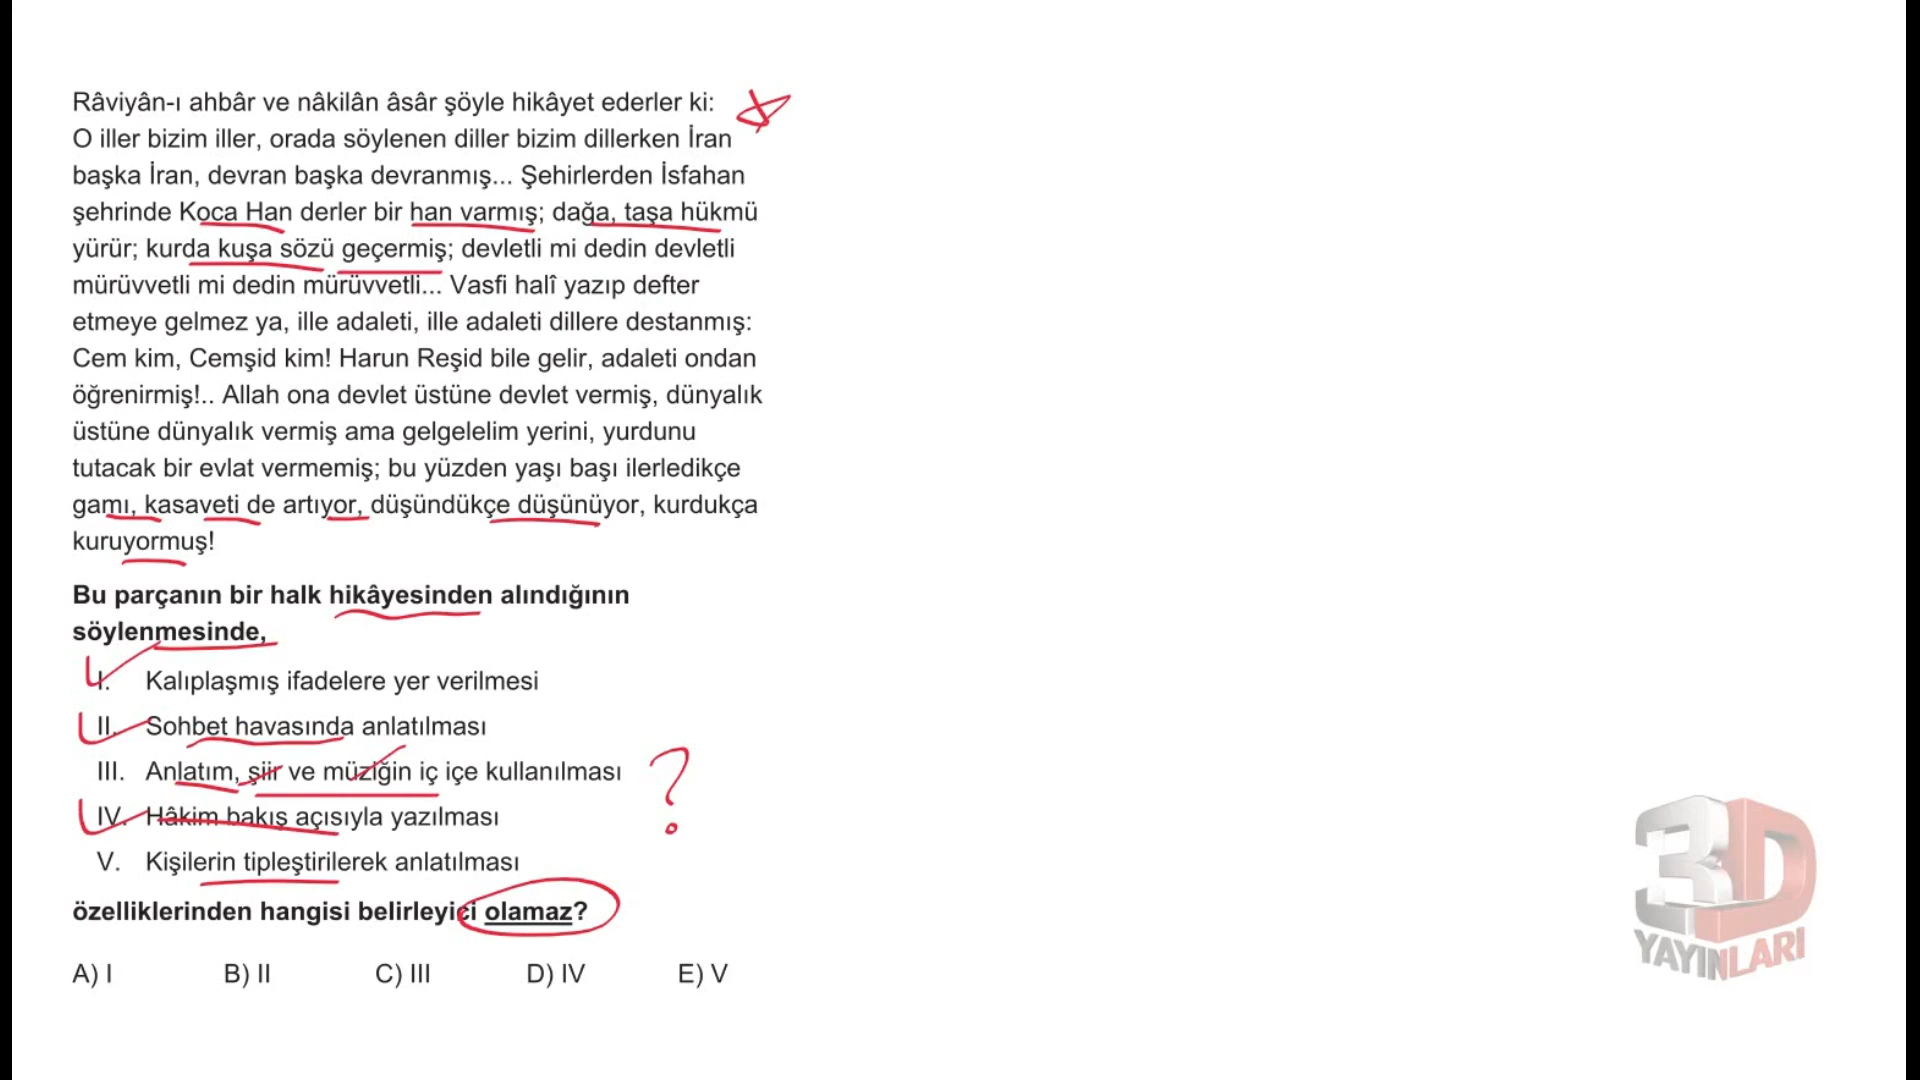 Râviyân-ı ahbâr ve nâkilân âsâr şöyle hikâyet ederler ki:
O iller bizim iller, orada söylenen diller bizim dillerken İran
başka İran, devran başka devranmış... Şehirlerden İsfahan
şehrinde Koca Han derler bir han varmış; dağa, taşa hükmü
yürür; kurda kuşa sözü geçermiş; devletli mi dedin devletli
mürüvvetli mi dedin mürüvvetli... Vasfi halî yazıp defter
etmeye gelmez ya, ille adaleti, ille adaleti dillere destanmış:
Cem kim, Cemşid kim! Harun Reşid bile gelir, adaleti ondan
öğrenirmiş!.. Allah ona devlet üstüne devlet vermiş, dünyalık
üstüne dünyalık vermiş ama gelgelelim yerini, yurdunu
tutacak bir evlat vermemiş; bu yüzden yaşı başı ilerledikçe
gamı, kasaveti de artıyor, düşündükçe düşünüyor, kurdukça
kuruyormuş!
Bu parçanın bir halk hikâyesinden alındığının
söylenmesinde,
I. Kalıplaşmış ifadelere yer verilmesi
II. Sohbet havasında anlatılması
III. Anlatım, şiir ve müziğin iç içe kullanılması ?
IV. Hâkim bakış açısıyla yazılması
V. Kişilerin tipleştirilerek anlatılması
özelliklerinden hangisi belirleyici olamaz?
A) I B) II C) III D) IV E) V
3D
YAYINLARI